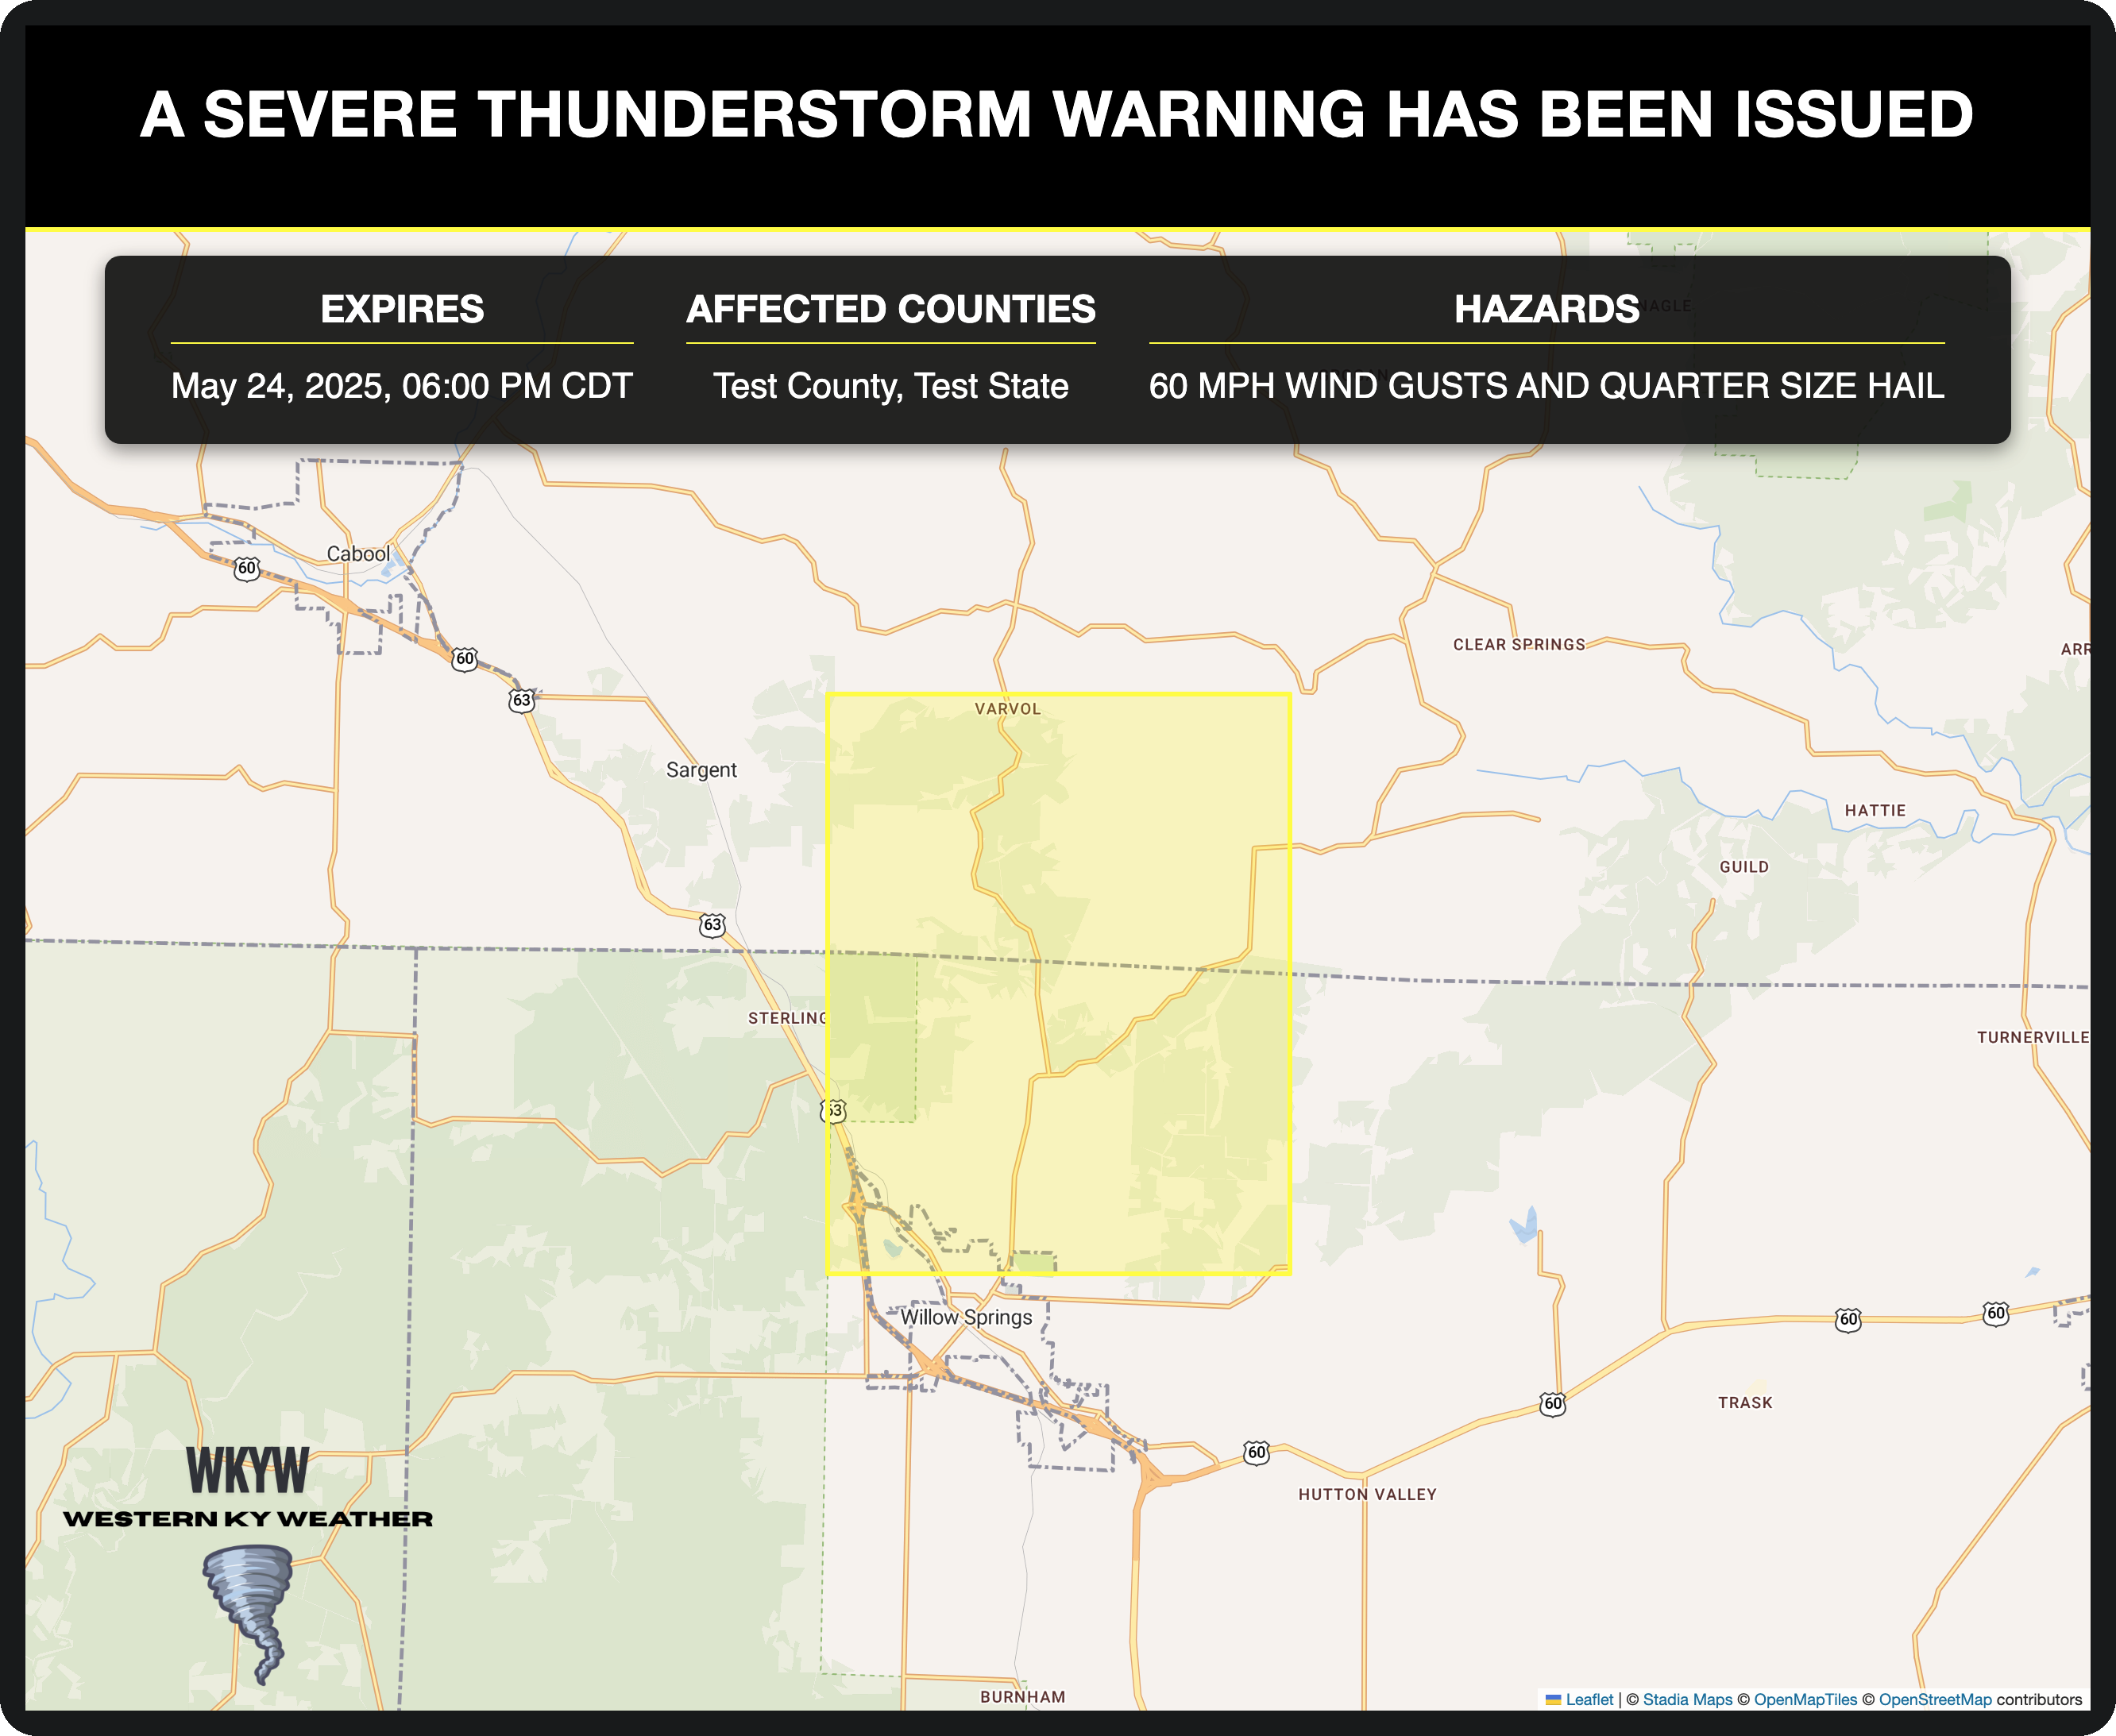 A SEVERE THUNDERSTORM WARNING HAS BEEN ISSUED
EXPIRES
May 24, 2025, 06:00 PM CDT
AFFECTED COUNTIES
Test County, Test State
HAZARDS
60 MPH WIND GUSTS AND QUARTER SIZE HAIL
NAGLE
Cabool
60
60
63
CLEAR SPRINGS
ARR
VARVOL
Sargent
HATTIE
GUILD
63
STERLING
TURNERVILLE
63
Willow Springs
60
60
60
TRASK
60
HUTTON VALLEY
WKYW
WESTERN KY WEATHER
BURNHAM
Leaflet | © Stadia Maps © OpenMapTiles © OpenStreetMap contributors